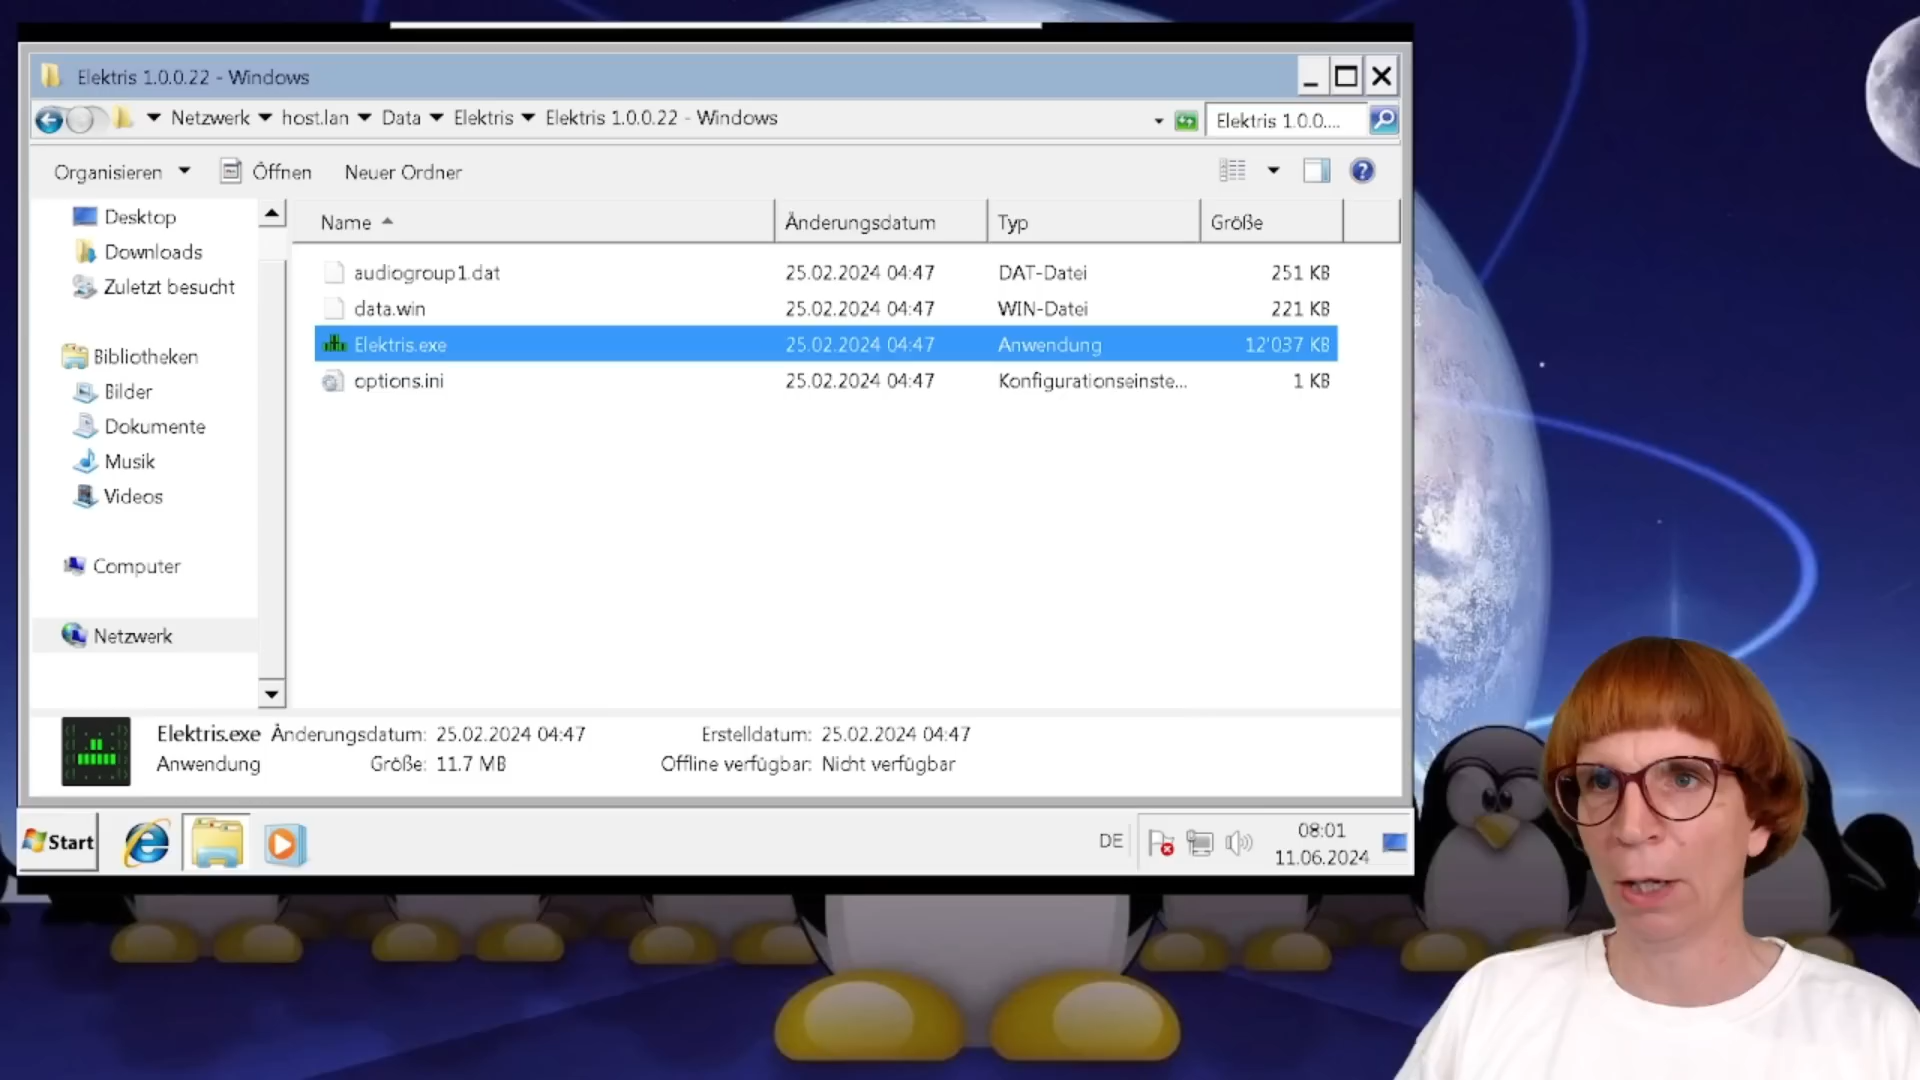 Elektris 1.0.0.22 - Windows
Netzwerk host.lan Data Elektris Elektris 1.0.0.22 - Windows
Elektris 1.0.0....
Organisieren Öffnen Neuer Ordner
Desktop
Downloads
Zuletzt besucht
Bibliotheken
Bilder
Dokumente
Musik
Videos
Computer
Netzwerk
Name Änderungsdatum Typ Größe
audiogroup1.dat 25.02.2024 04:47 DAT-Datei 251 KB
data.win 25.02.2024 04:47 WIN-Datei 221 KB
Elektris.exe 25.02.2024 04:47 Anwendung 12'037 KB
options.ini 25.02.2024 04:47 Konfigurationseinste... 1 KB
Elektris.exe Änderungsdatum: 25.02.2024 04:47 Erstelldatum: 25.02.2024 04:47
Anwendung Größe: 11.7 MB Offline verfügbar: Nicht verfügbar
Start
DE
08:01
11.06.2024